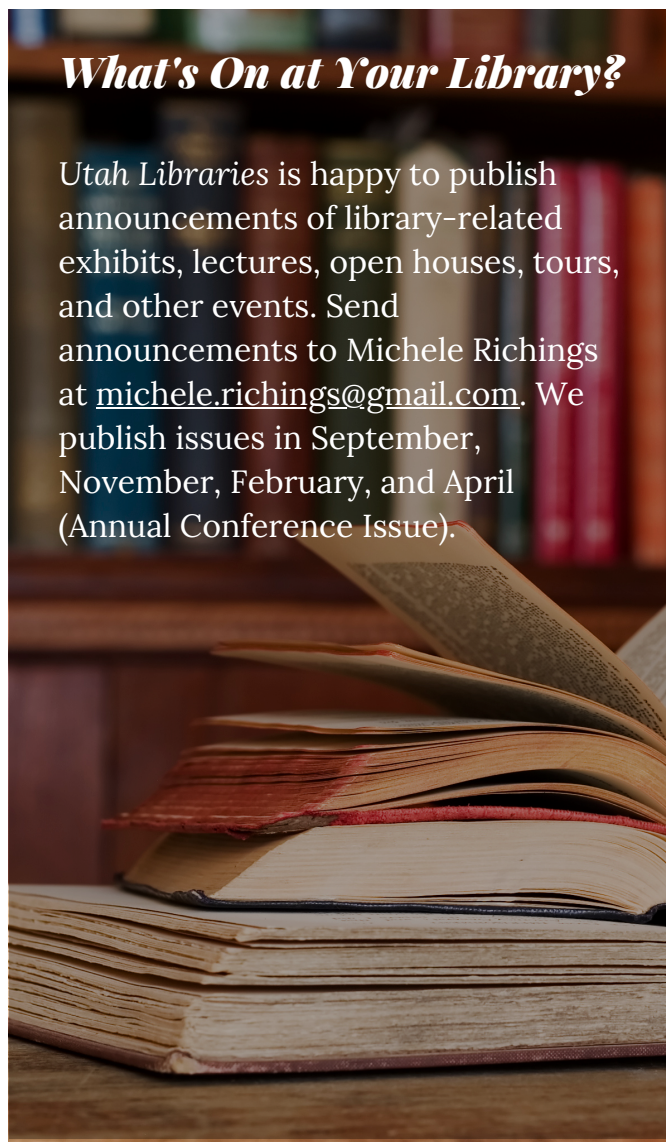 What's On at Your Library?
Utah Libraries is happy to publish
announcements of library-related
exhibits, lectures, open houses, tours,
and other events. Send
announcements to Michele Richings
at michele.richings@gmail.com. We
publish issues in September,
November, February, and April
(Annual Conference Issue).